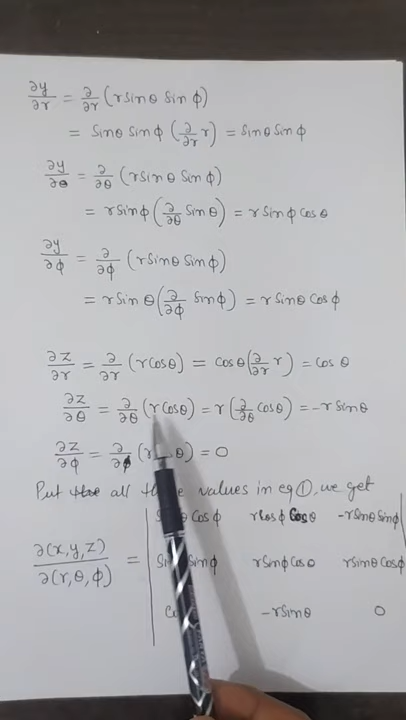 ∂y/∂r = ∂/∂r (r sinθ sinϕ)
= sinθ sinϕ (∂/∂r r) = sinθ sinϕ
∂y/∂θ = ∂/∂θ (r sinθ sinϕ)
= r sinϕ (∂/∂θ sinθ) = r sinϕ cosθ
∂y/∂ϕ = ∂/∂ϕ (r sinθ sinϕ)
= r sinθ (∂/∂ϕ sinϕ) = r sinθ cosϕ
∂z/∂r = ∂/∂r (r cosθ) = cosθ (∂/∂r r) = cosθ
∂z/∂θ = ∂/∂θ (r cosθ) = r (∂/∂θ cosθ) = -r sinθ
∂z/∂ϕ = ∂/∂ϕ (r θ) = 0
Put all values in eq ①, we get
θ cosϕ r cosϕ cosθ -r sinθ sinϕ
∂(x,y,z)/∂(r,θ,ϕ) = sinϕ r sinϕ cosθ r sinθ cosϕ
-r sinθ 0